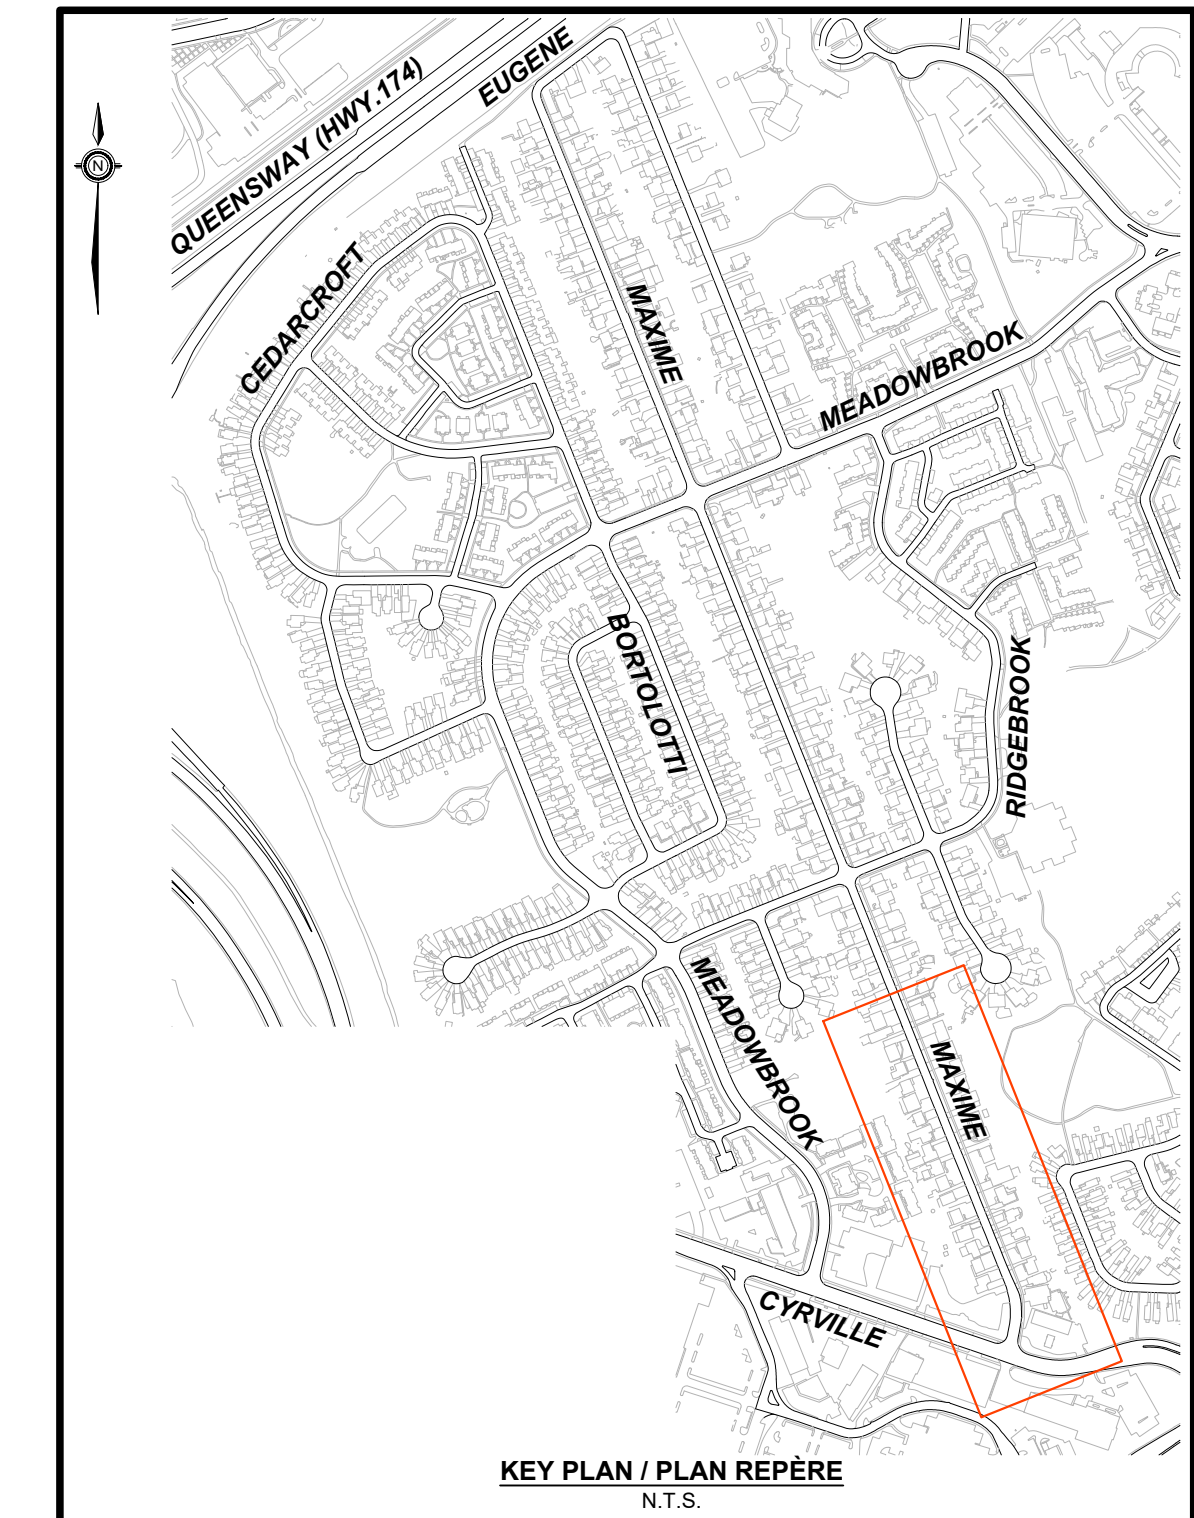 EUGENE
QUEENSWAY (HWY.174)
N
CEDARCROFT
MAXIME
MEADOWBROOK
BORTOLOTTI
RIDGEBROOK
MEADOWBROOK
MAXIME
CYRVILLE
KEY PLAN / PLAN REPÈRE
N.T.S.